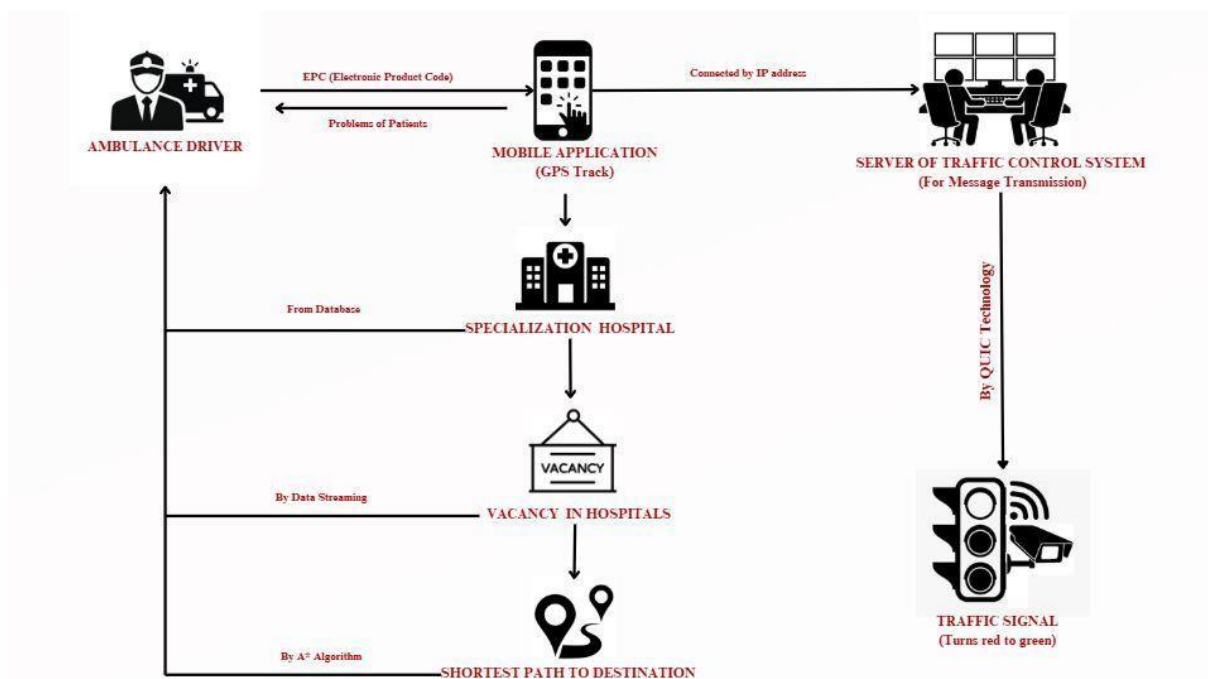 EPC (Electronic Product Code)
Connected by IP address
Problems of Patients
AMBULANCE DRIVER
MOBILE APPLICATION
(GPS Track)
SERVER OF TRAFFIC CONTROL SYSTEM
(For Message Transmission)
From Database
SPECIALIZATION HOSPITAL
By QUIC Technology
VACANCY
By Data Streaming
VACANCY IN HOSPITALS
TRAFFIC SIGNAL
(Turns red to green)
By A* Algorithm
SHORTEST PATH TO DESTINATION